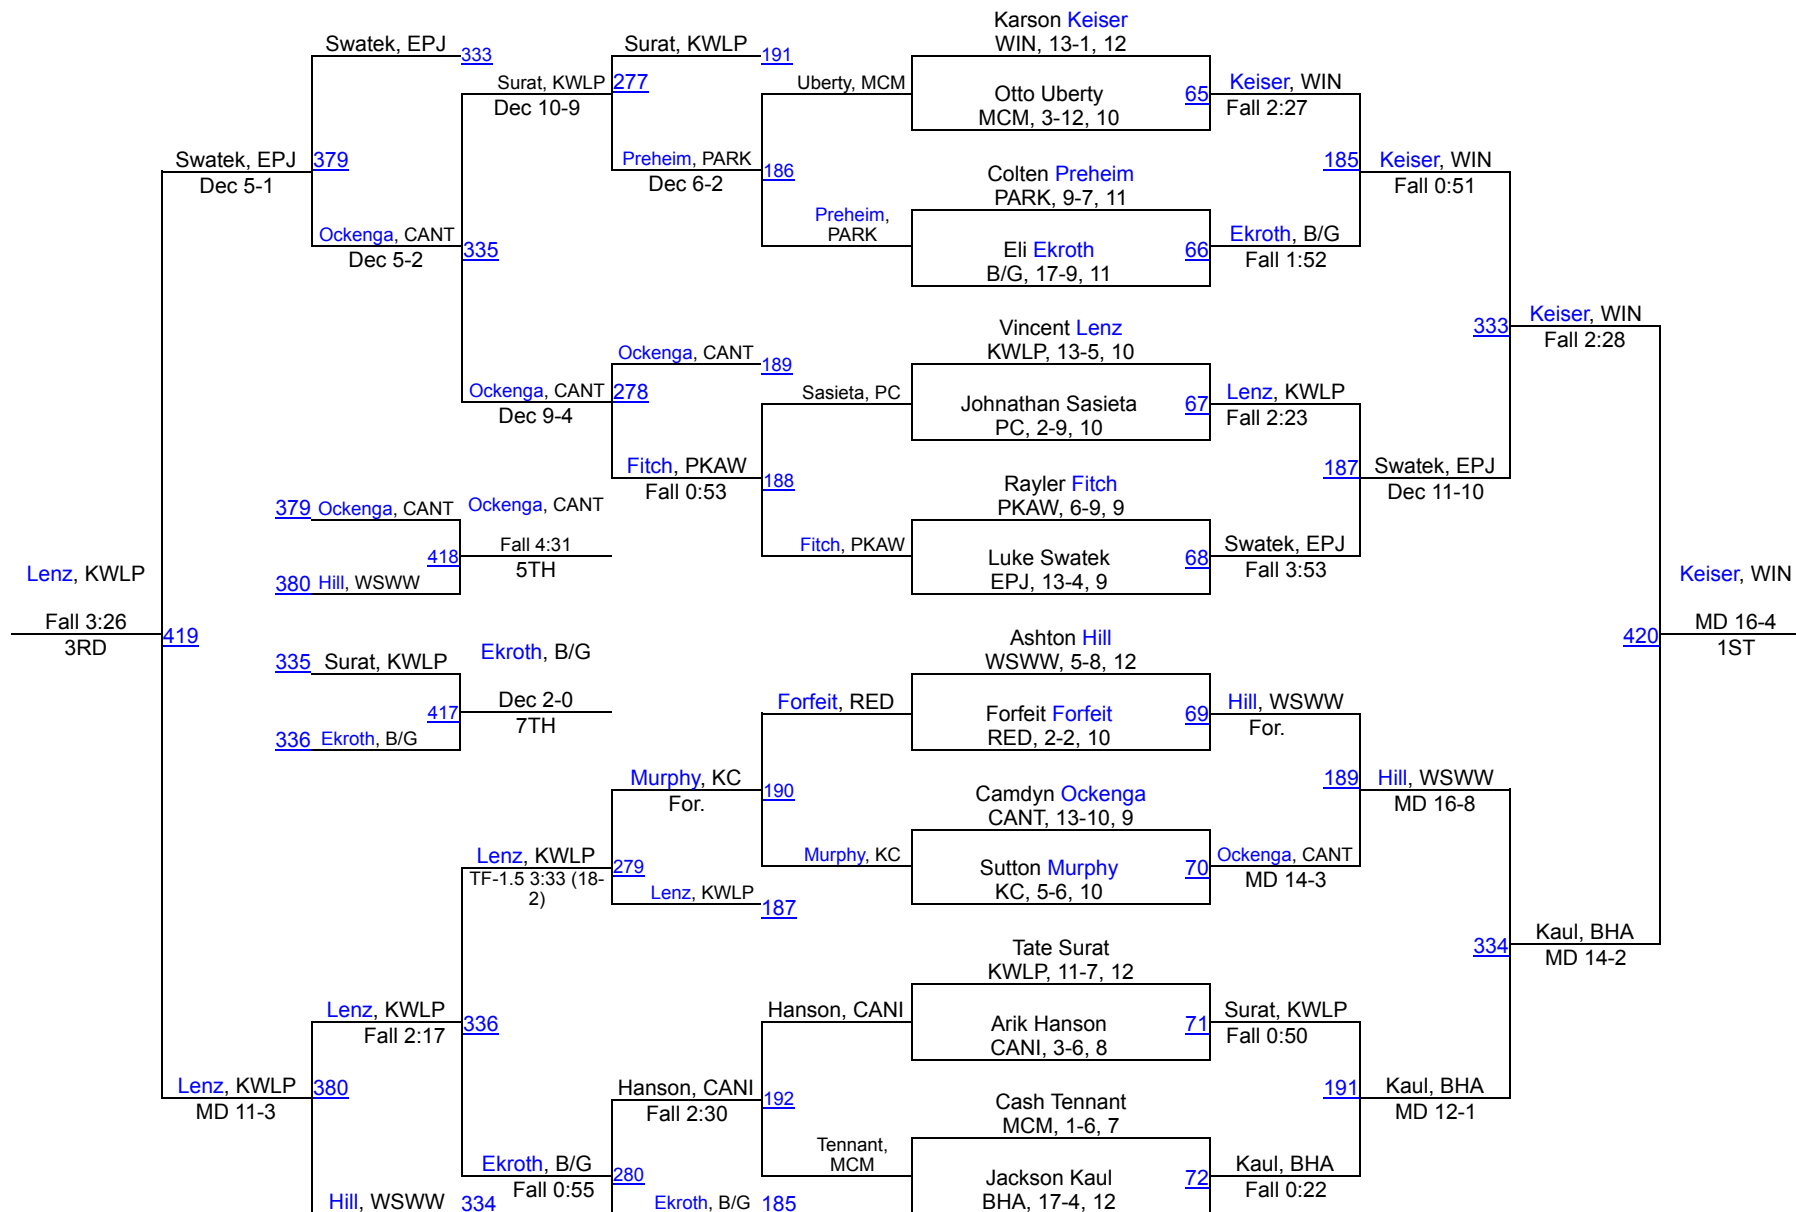 Karson Keiser
Swatek, EPJ
333
Surat, KWLP
191
WIN, 13-1, 12
Surat, KWLP
277
Dec 10-9
Uberty, MCM
Otto Uberty
MCM, 3-12, 10
65
Keiser, WIN
Fall 2:27
Swatek, EPJ
Dec 5-1
379
Preheim, PARK
Dec 6-2
186
Colten Preheim
PARK, 9-7, 11
185
Keiser, WIN
Fall 0:51
Ockenga, CANT
Dec 5-2
335
Preheim,
PARK
Eli Ekroth
B/G, 17-9, 11
66
Ekroth, B/G
Fall 1:52
Vincent Lenz
KWLP, 13-5, 10
333
Keiser, WIN
Fall 2:28
Ockenga, CANT
189
Ockenga, CANT
Dec 9-4
278
Sasieta, PC
Johnathan Sasieta
PC, 2-9, 10
67
Lenz, KWLP
Fall 2:23
Fitch, PKAW
Fall 0:53
188
Rayler Fitch
PKAW, 6-9, 9
187
Swatek, EPJ
Dec 11-10
379
Ockenga, CANT
Ockenga, CANT
418
Fall 4:31
5TH
380
Hill, WSWW
Fitch, PKAW
Luke Swatek
EPJ, 13-4, 9
68
Swatek, EPJ
Fall 3:53
Lenz, KWLP
Fall 3:26
3RD
419
Keiser, WIN
420
MD 16-4
1ST
Ashton Hill
WSWW, 5-8, 12
335
Surat, KWLP
Ekroth, B/G
417
Dec 2-0
7TH
336
Ekroth, B/G
Forfeit, RED
Forfeit Forfeit
RED, 2-2, 10
69
Hill, WSWW
For.
Murphy, KC
For.
190
Camdyn Ockenga
CANT, 13-10, 9
189
Hill, WSWW
MD 16-8
Lenz, KWLP
TF-1.5 3:33 (18-
2)
279
Lenz, KWLP
187
Murphy, KC
Sutton Murphy
KC, 5-6, 10
70
Ockenga, CANT
MD 14-3
Tate Surat
KWLP, 11-7, 12
334
Kaul, BHA
MD 14-2
Lenz, KWLP
Fall 2:17
336
Hanson, CANI
Arik Hanson
CANI, 3-6, 8
71
Surat, KWLP
Fall 0:50
Lenz, KWLP
MD 11-3
380
Hanson, CANI
Fall 2:30
192
Cash Tennant
MCM, 1-6, 7
191
Kaul, BHA
MD 12-1
Ekroth, B/G
Fall 0:55
280
Tennant,
MCM
Jackson Kaul
BHA, 17-4, 12
72
Kaul, BHA
Fall 0:22
Hill, WSWW
334
Ekroth, B/G
185